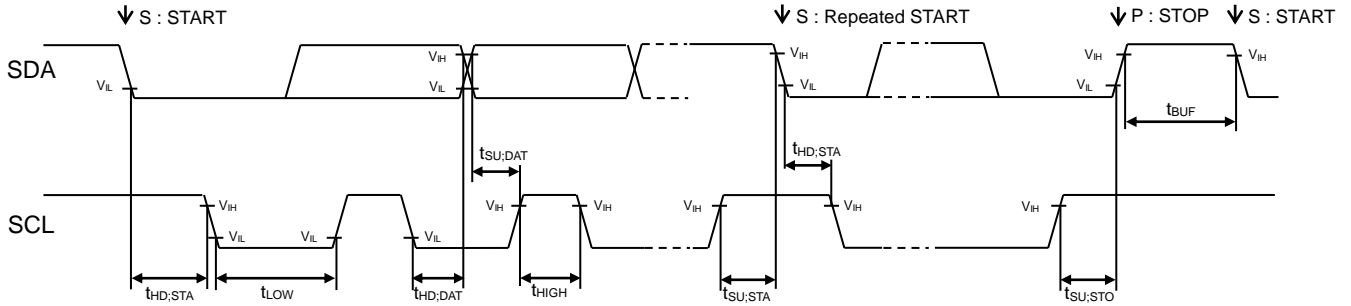 S : START
S : Repeated START
P : STOP
S : START
SDA
VIH
VIL
VIH
VIL
VIH
VIL
VIH
VIL
VIH
tBUF
tSU;DAT
tHD;STA
SCL
VIH
VIL
VIL
VIL
VIH
VIH
VIH
VIH
VIH
tHD;STA
tLOW
tHD;DAT
tHIGH
tSU;STA
tSU;STO